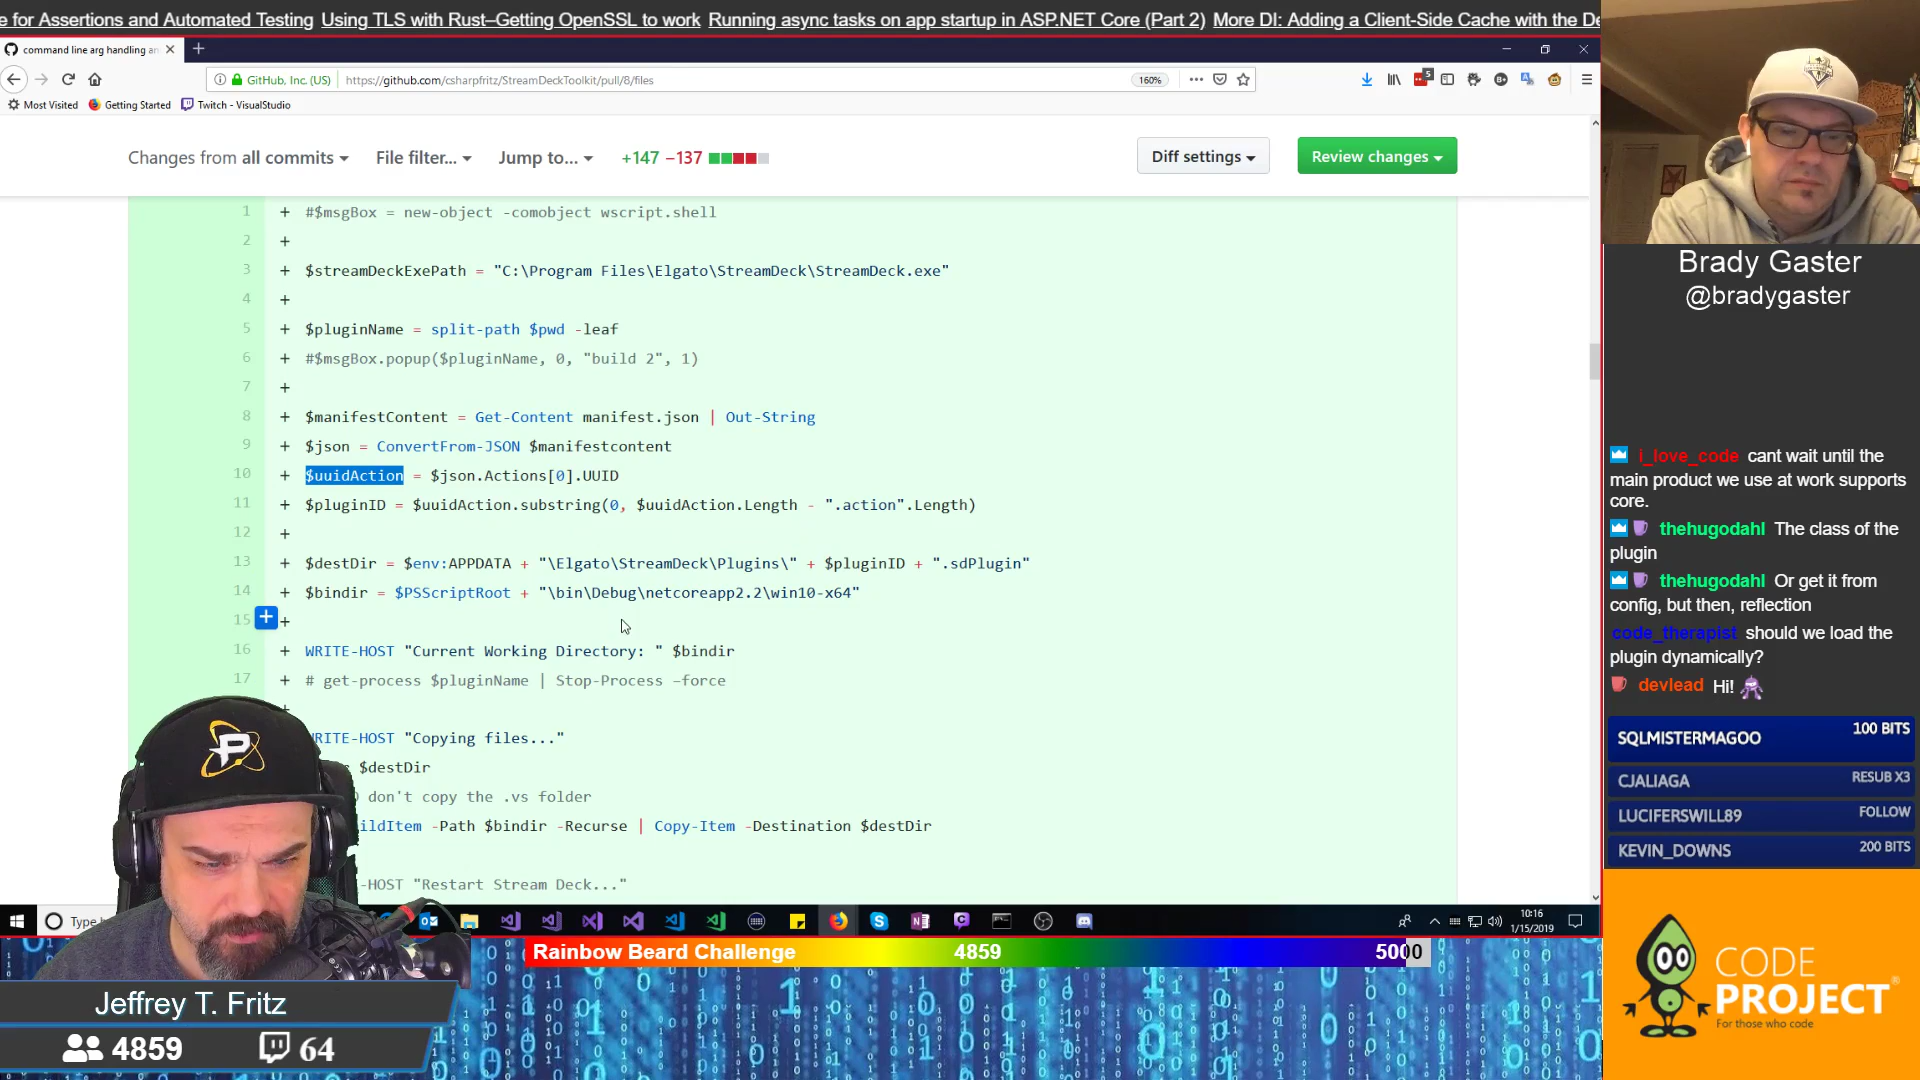 e for Assertions and Automated Testing Using TLS with Rust–Getting OpenSSL to work Running async tasks on app startup in ASP.NET Core (Part 2) More DI: Adding a Client-Side Cache with the De
command line arg handling an
GitHub, Inc. (US) https://github.com/csharpfritz/StreamDeckToolkit/pull/8/files 160%
5
Most Visited Getting Started Twitch - VisualStudio
Changes from all commits File filter... Jump to... +147 −137 Diff settings Review changes
1 + #$msgBox = new-object -comobject wscript.shell
2 +
3 + $streamDeckExePath = "C:\Program Files\Elgato\StreamDeck\StreamDeck.exe"
4 +
5 + $pluginName = split-path $pwd -leaf
6 + #$msgBox.popup($pluginName, 0, "build 2", 1)
7 +
8 + $manifestContent = Get-Content manifest.json | Out-String
9 + $json = ConvertFrom-JSON $manifestcontent
10 + $uuidAction = $json.Actions[0].UUID
11 + $pluginID = $uuidAction.substring(0, $uuidAction.Length - ".action".Length)
12 +
13 + $destDir = $env:APPDATA + "\Elgato\StreamDeck\Plugins\" + $pluginID + ".sdPlugin"
14 + $bindir = $PSScriptRoot + "\bin\Debug\netcoreapp2.2\win10-x64"
15 +
16 + WRITE-HOST "Current Working Directory: " $bindir
17 + # get-process $pluginName | Stop-Process –force
+
RITE-HOST "Copying files..."
$destDir
don't copy the .vs folder
ildItem -Path $bindir -Recurse | Copy-Item -Destination $destDir
-HOST "Restart Stream Deck..."
Type
10:16
1/15/2019
Rainbow Beard Challenge 4859 5000
Jeffrey T. Fritz
4859 64
Brady Gaster
@bradygaster
i_love_code cant wait until the
main product we use at work supports
core.
thehugodahl The class of the
plugin
thehugodahl Or get it from
config, but then, reflection
code_therapist should we load the
plugin dynamically?
devlead Hi!
SQLMISTERMAGOO 100 BITS
CJALIAGA RESUB X3
LUCIFERSWILL89 FOLLOW
KEVIN_DOWNS 200 BITS
CODE
PROJECT®
For those who code